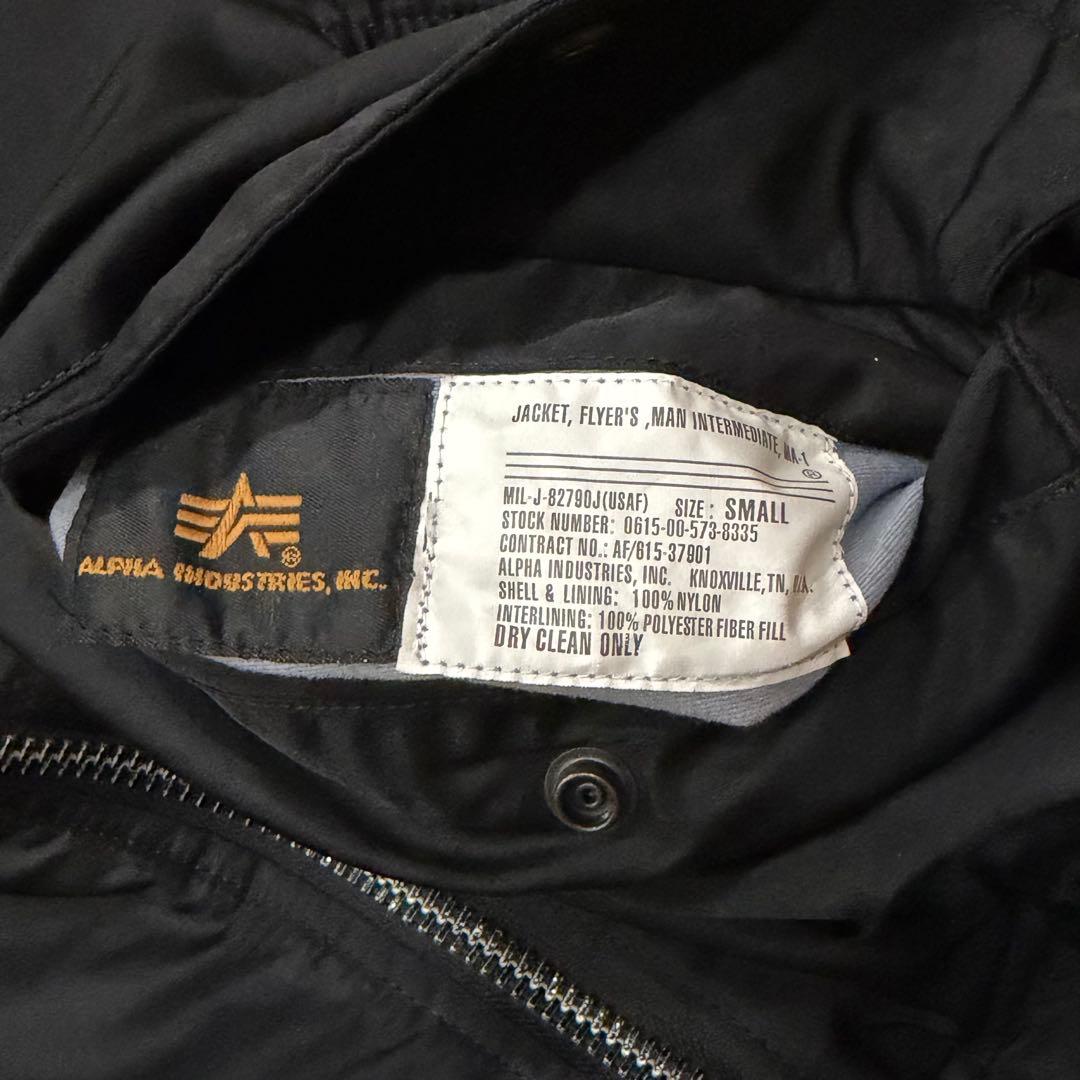 ALPHA INDUSTRIES, INC.
JACKET, FLYER'S ,MAN INTERMEDIATE, MA-1
MIL-J-82790J(USAF) SIZE: SMALL
STOCK NUMBER: 0615-00-573-8335
CONTRACT NO.: AF/615-37901
ALPHA INDUSTRIES, INC. KNOXVILLE,TN,
SHELL & LINING: 100% NYLON
INTERLINING: 100% POLYESTER FIBER FILL
DRY CLEAN ONLY